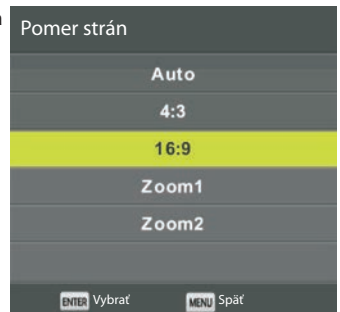 Pomer strán
Auto
4:3
16:9
Zoom1
Zoom2
ENTER Vybrať MENU Späť